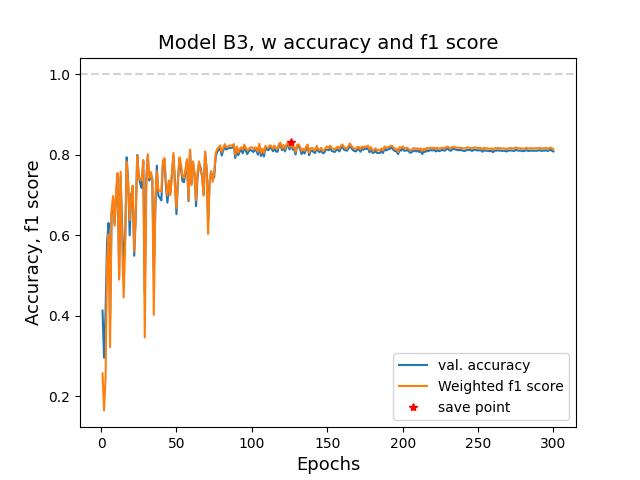 Model B3, w accuracy and f1 score
1.0
0.8
0.6
0.4
0.2
Accuracy, f1 score
0
50
100
150
200
250
300
Epochs
val. accuracy
Weighted f1 score
save point